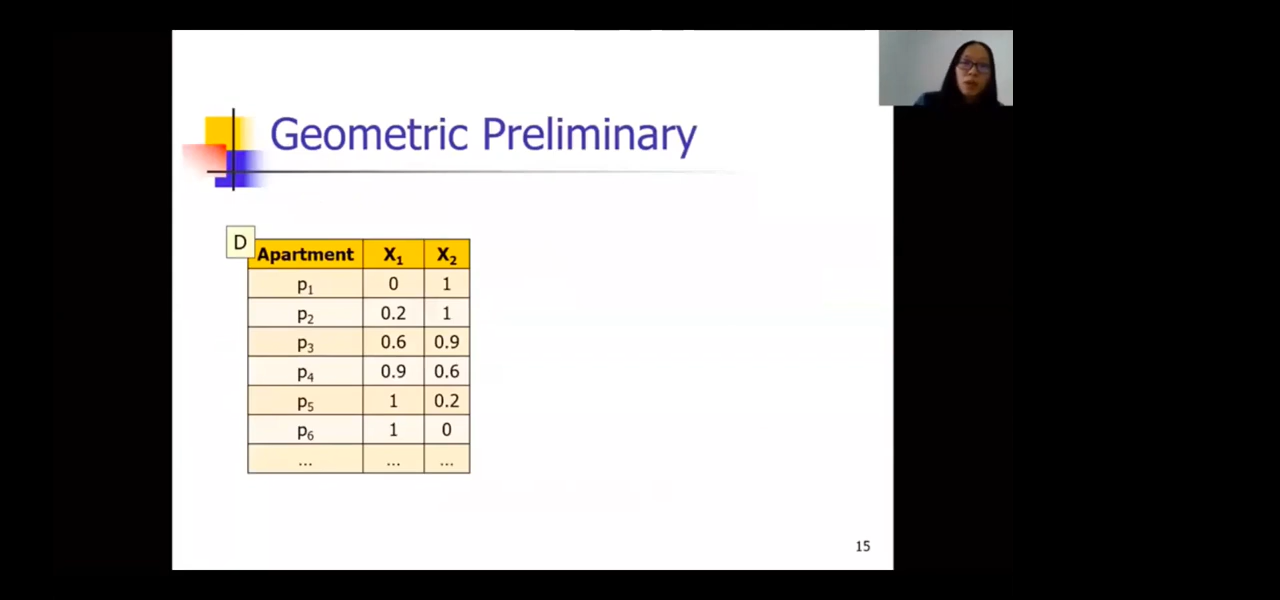 Geometric Preliminary
D
Apartment X₁ X₂
p₁ 0 1
p₂ 0.2 1
p₃ 0.6 0.9
p₄ 0.9 0.6
p₅ 1 0.2
p₆ 1 0
... ... ...
15